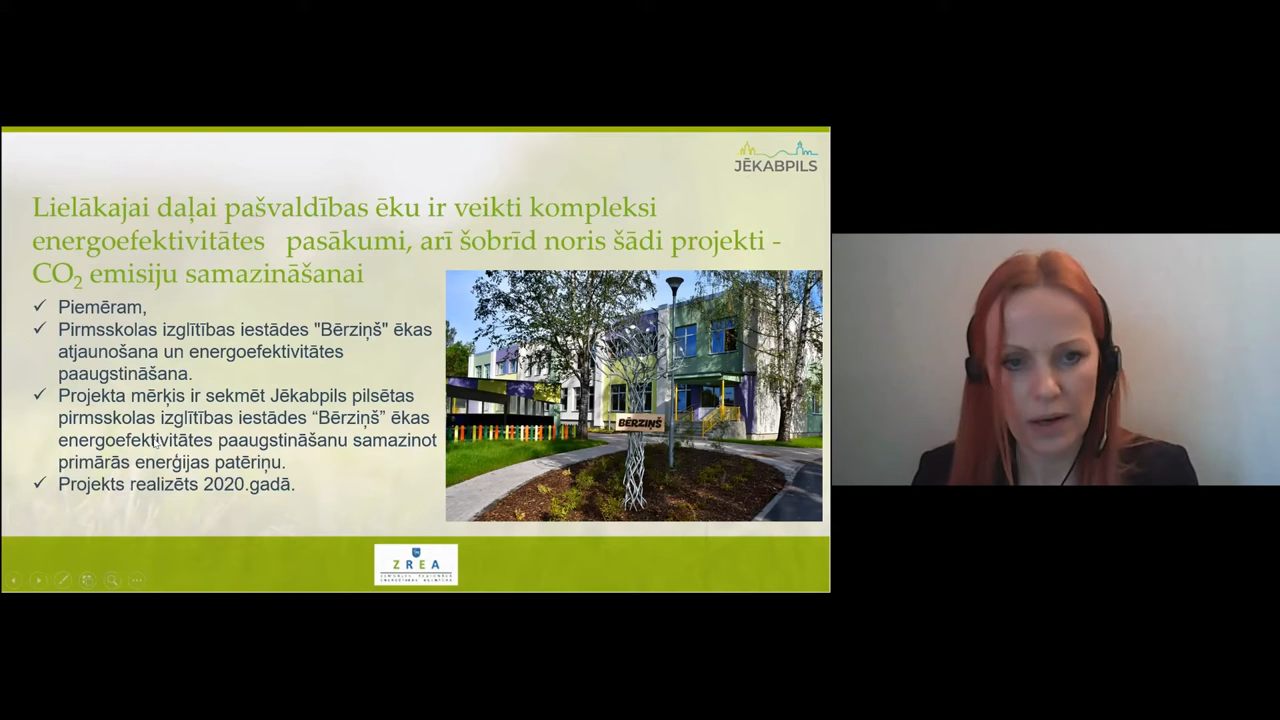 JĒKABPILS
Lielākajai daļai pašvaldības ēku ir veikti kompleksi
energoefektivitātes pasākumi, arī šobrīd noris šādi projekti -
CO₂ emisiju samazināšanai
✓ Piemēram,
✓ Pirmsskolas izglītības iestādes "Bērziņš" ēkas
atjaunošana un energoefektivitātes
paaugstināšana.
✓ Projekta mērķis ir sekmēt Jēkabpils pilsētas
pirmsskolas izglītības iestādes “Bērziņš” ēkas
energoefektivitātes paaugstināšanu samazinot
primārās enerģijas patēriņu.
✓ Projekts realizēts 2020.gadā.
BĒRZIŅŠ
ZREA